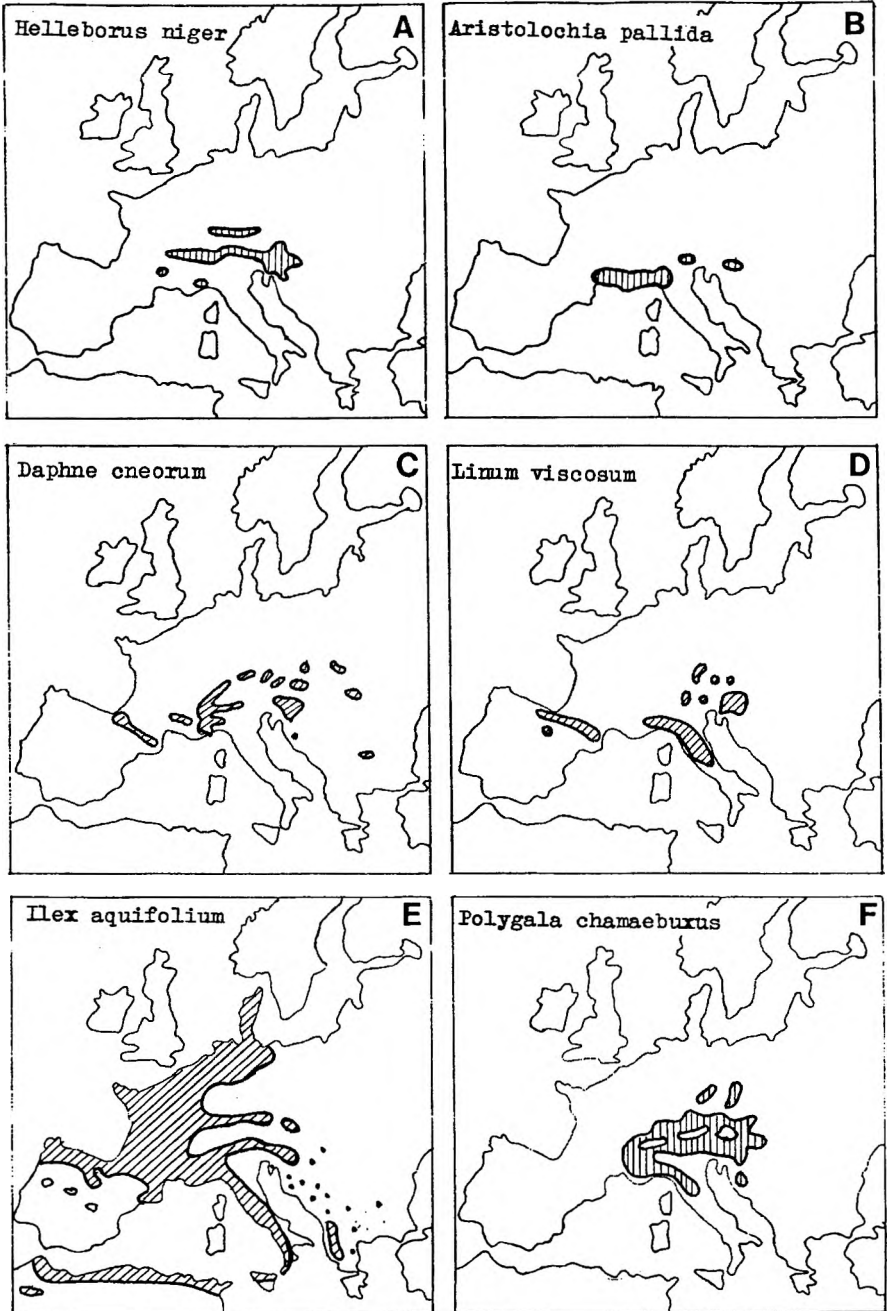 Helleborus niger A
Aristolochia pallida B
Daphne cneorum C
Linum viscosum D
Ilex aquifolium E
Polygala chamaebuxus F